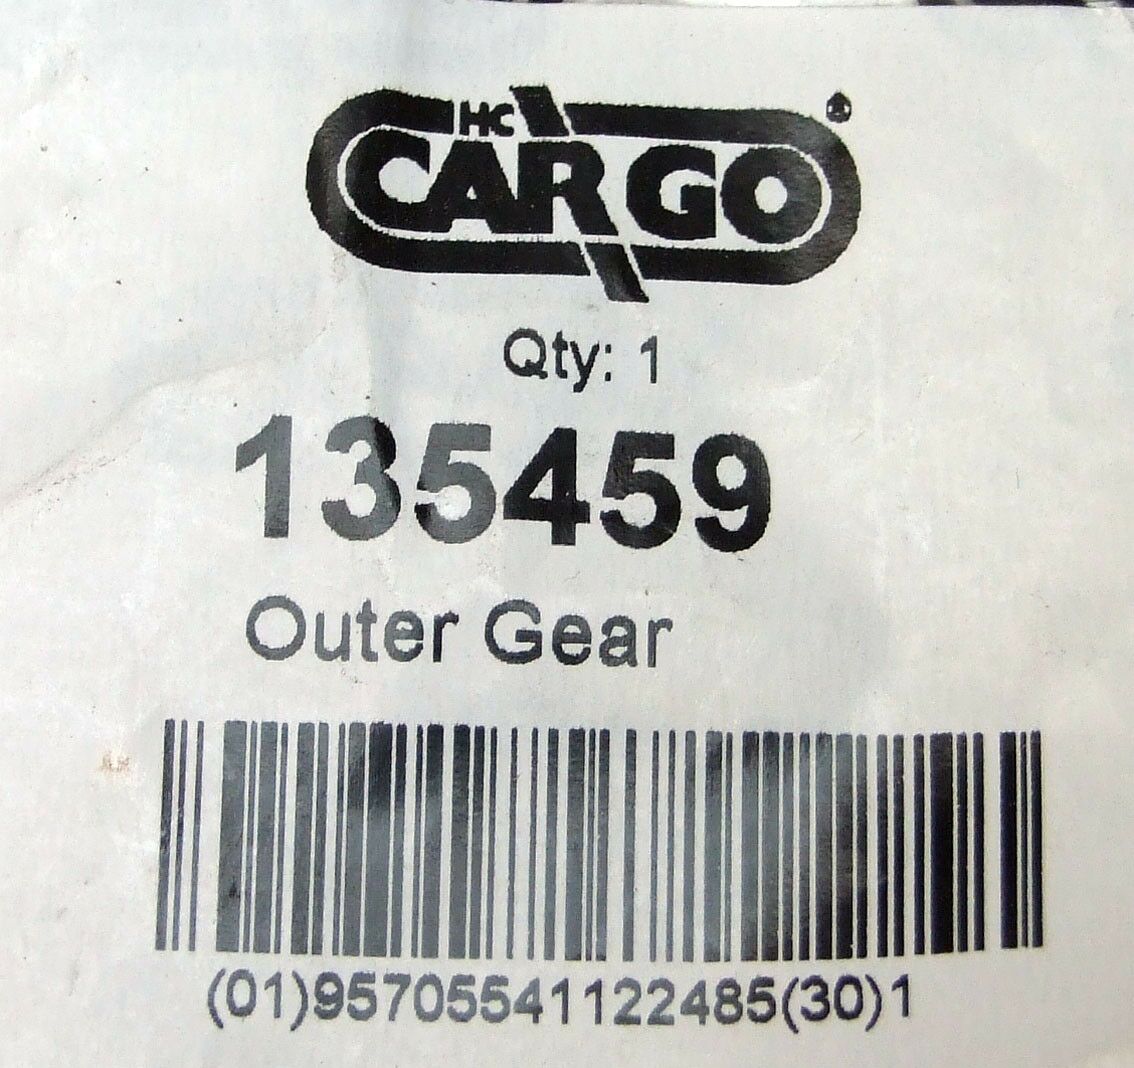 HC
CARGO®
Qty: 1
135459
Outer Gear
(01)95705541122485(30)1